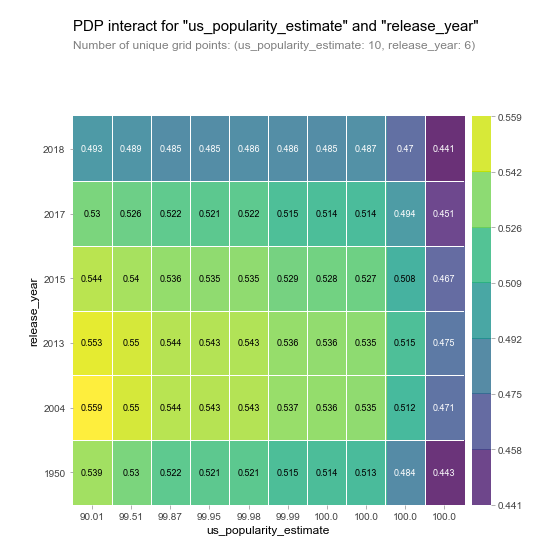 PDP interact for "us_popularity_estimate" and "release_year"
Number of unique grid points: (us_popularity_estimate: 10, release_year: 6)
0.559
2018 0.493 0.489 0.485 0.485 0.486 0.486 0.485 0.487 0.47 0.441
0.542
2017 0.53 0.526 0.522 0.521 0.522 0.515 0.514 0.514 0.494 0.451
0.526
2015 0.544 0.54 0.536 0.535 0.535 0.529 0.528 0.527 0.508 0.467
0.509
release_year
0.492
2013 0.553 0.55 0.544 0.543 0.543 0.536 0.536 0.535 0.515 0.475
0.475
2004 0.559 0.55 0.544 0.543 0.543 0.537 0.536 0.535 0.512 0.471
0.458
1950 0.539 0.53 0.522 0.521 0.521 0.515 0.514 0.513 0.484 0.443
0.441
90.01 99.51 99.87 99.95 99.98 99.99 100.0 100.0 100.0 100.0
us_popularity_estimate